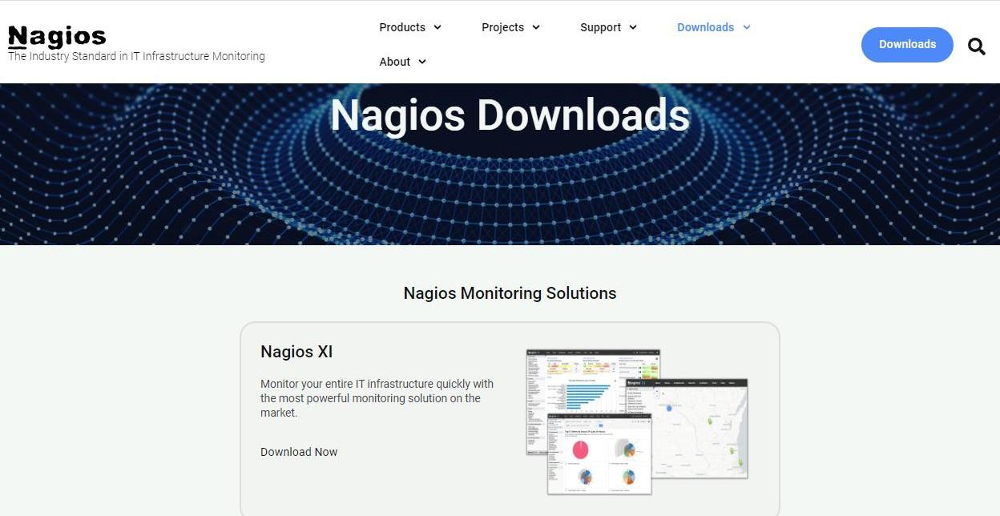 Nagios
The Industry Standard in IT Infrastructure Monitoring
Products
Projects
Support
Downloads
About
Downloads
Nagios Downloads
Nagios Monitoring Solutions
Nagios XI
Monitor your entire IT infrastructure quickly with
the most powerful monitoring solution on the
market.
Download Now